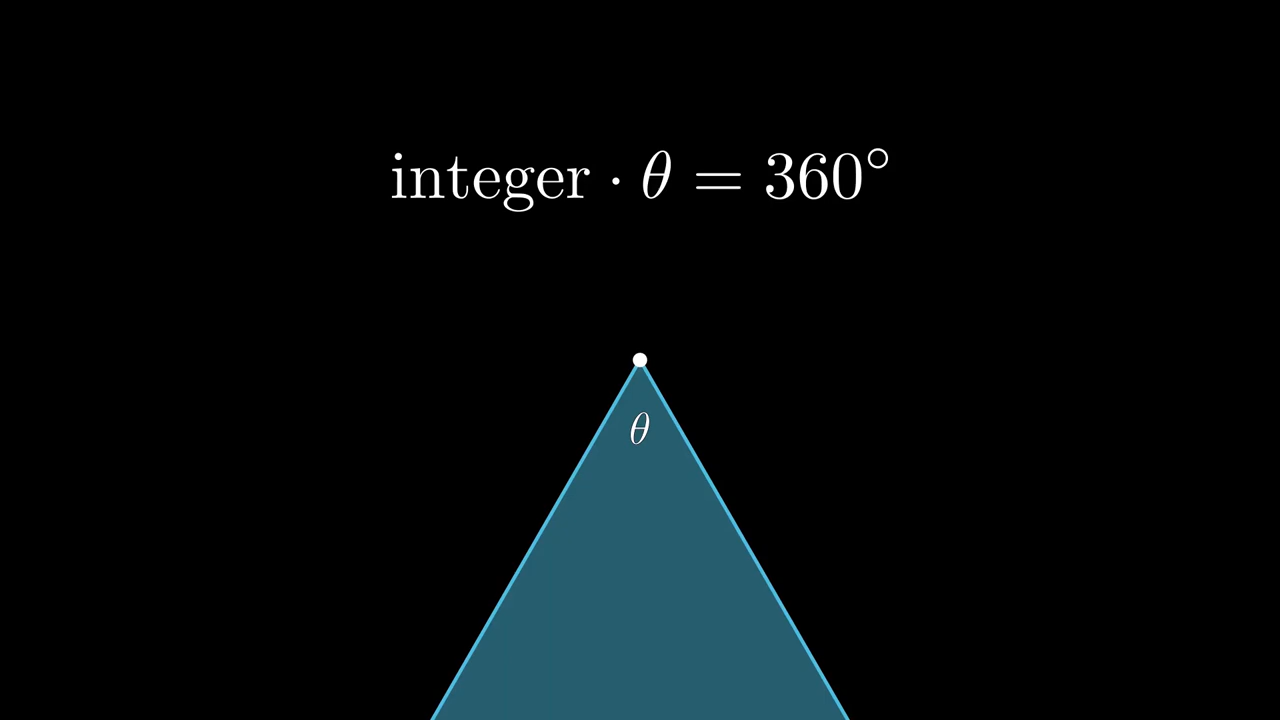 integer · θ = 360°
θ